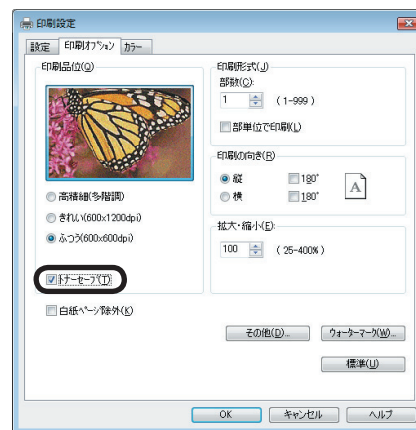 印刷設定
設定 印刷オプション カラー
印刷品位(Q)
高精細(多階調)
きれい(600x1200dpi)
ふつう(600x600dpi)
トナーセーブ(T)
白紙ページ除外(K)
印刷形式(J)
部数(C):
1 (1-999)
部単位で印刷(L)
印刷の向き(R)
縦 180°
横 180°
A
拡大・縮小(E):
100 (25-400%)
その他(D)... ウォーターマーク(W)...
標準(U)
OK キャンセル ヘルプ